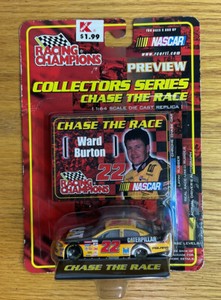 RACING CHAMPIONS
K
$1.99
NASCAR
PREVIEW
COLLECTORS SERIES
CHASE THE RACE
1:64 SCALE DIE CAST REPLICA
CHASE THE RACE
Ward
Burton
22
RACING CHAMPIONS
NASCAR
CATERPILLAR
22
CHASE THE RACE